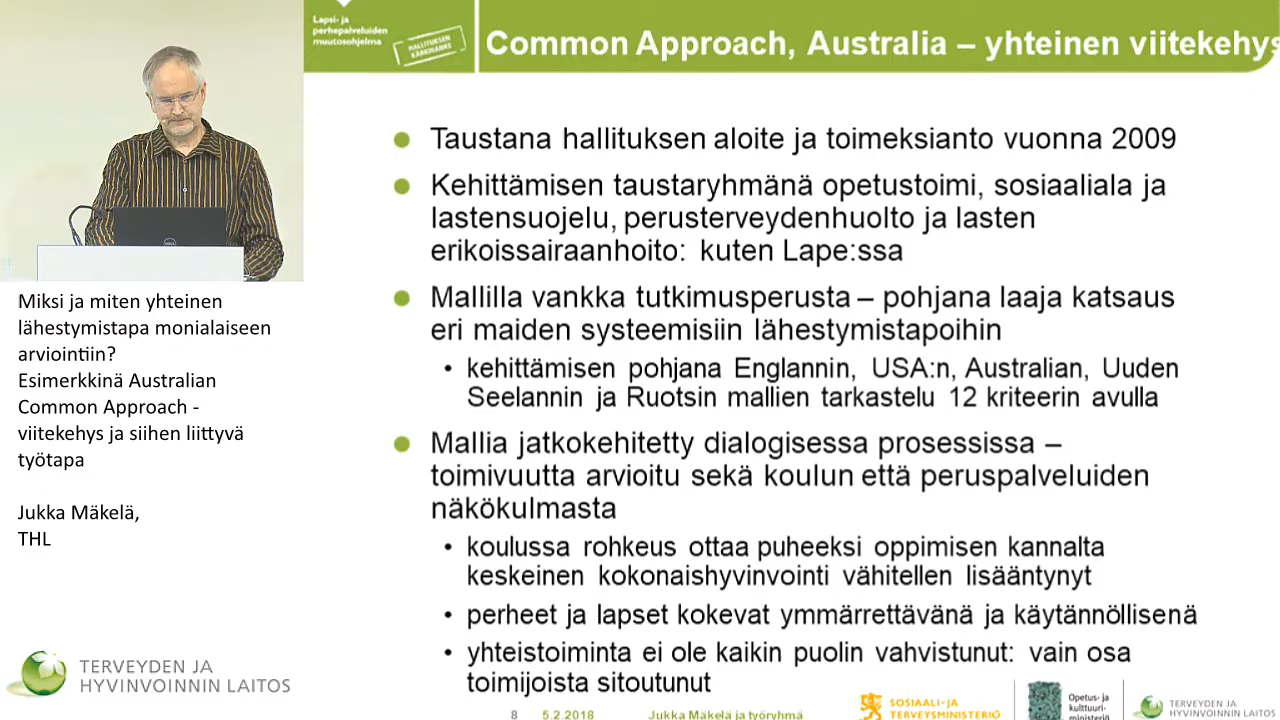 Lapsi- ja
perhepalveluiden
muutosohjelma
HALLITUKSEN
KÄRKIHANKE
Common Approach, Australia – yhteinen viitekehys
Taustana hallituksen aloite ja toimeksianto vuonna 2009
Kehittämisen taustaryhmänä opetustoimi, sosiaaliala ja
lastensuojelu, perusterveydenhuolto ja lasten
erikoissairaanhoito: kuten Lape:ssa
Mallilla vankka tutkimusperusta – pohjana laaja katsaus
eri maiden systeemisiin lähestymistapoihin
• kehittämisen pohjana Englannin, USA:n, Australian, Uuden
Seelannin ja Ruotsin mallien tarkastelu 12 kriteerin avulla
Mallia jatkokehitetty dialogisessa prosessissa –
toimivuutta arvioitu sekä koulun että peruspalveluiden
näkökulmasta
• koulussa rohkeus ottaa puheeksi oppimisen kannalta
keskeinen kokonaishyvinvointi vähitellen lisääntynyt
• perheet ja lapset kokevat ymmärrettävänä ja käytännöllisenä
• yhteistoiminta ei ole kaikin puolin vahvistunut: vain osa
toimijoista sitoutunut
8 5.2.2018 Jukka Mäkelä ja työryhmä
SOSIAALI- JA
TERVEYSMINISTERIÖ
Opetus- ja
kulttuuri-
ministeriö
TERVEYDEN JA
HYVINVOINNIN LAITOS
DELL
Miksi ja miten yhteinen
lähestymistapa monialaiseen
arviointiin?
Esimerkkinä Australian
Common Approach -
viitekehys ja siihen liittyvä
työtapa
Jukka Mäkelä,
THL
TERVEYDEN JA
HYVINVOINNIN LAITOS